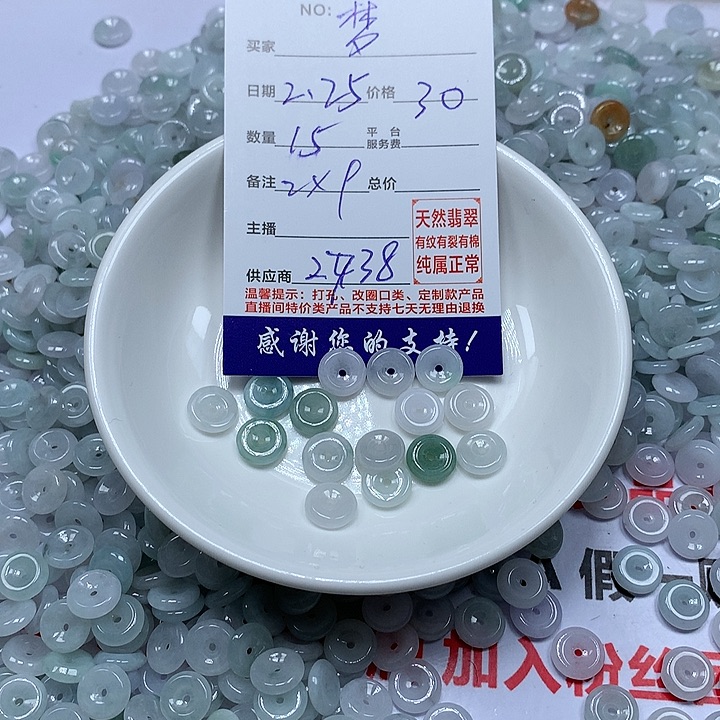 NO: 梦
买家
日期 2.25 价格 30
数量 15 平台服务费
备注 2×9 总价
主播
供应商 2438
天然翡翠
有纹有裂有棉
纯属正常
温馨提示：打孔、改圈口类、定制款产品
直播间特价类产品不支持七天无理由退换
感谢您的支持！
假一
加入粉丝